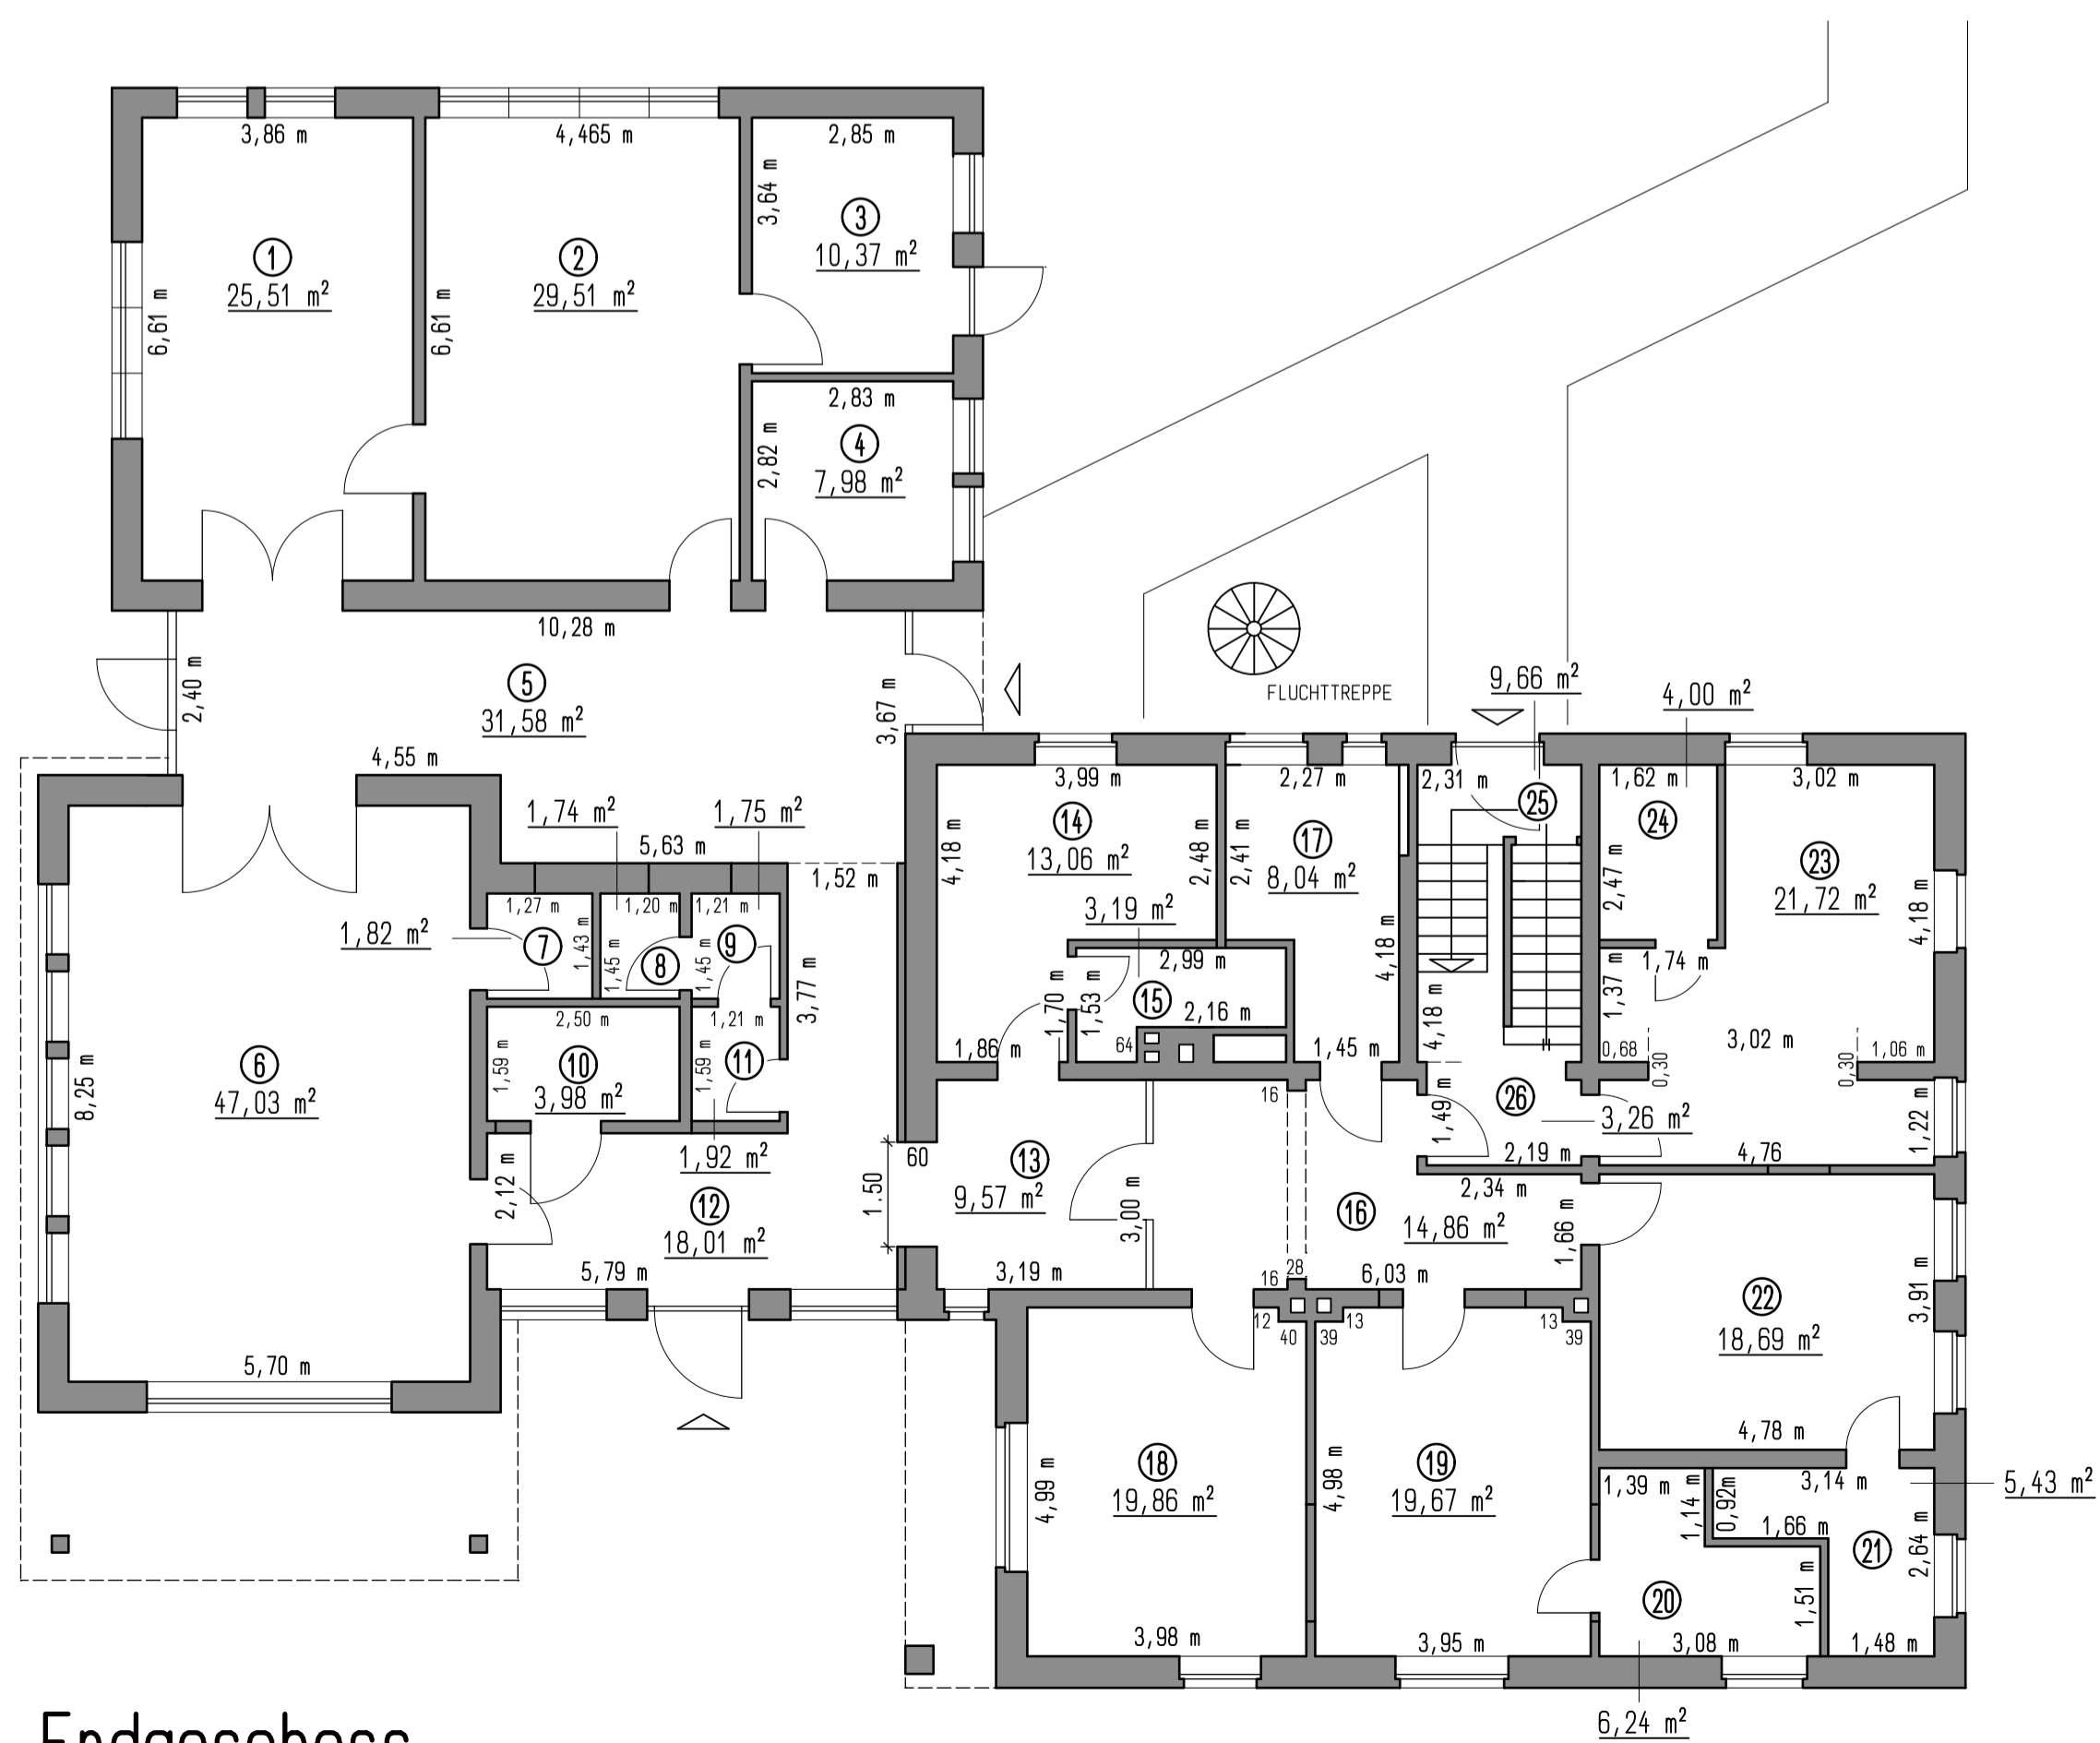 3,86 m
4,465 m
2,85 m
3,64 m
1
25,51 m²
6,61 m
2
29,51 m²
6,61 m
3
10,37 m²
2,83 m
2,82 m
4
7,98 m²
10,28 m
2,40 m
5
31,58 m²
3,67 m
4,55 m
FLUCHTTREPPE
9,66 m²
4,00 m²
1,74 m²
1,75 m²
5,63 m
1,52 m
1,82 m²
1,27 m
1,20 m
1,21 m
7
1,43 m
1,45 m
8
1,45 m
9
3,77 m
2,50 m
1,21 m
6
47,03 m²
8,25 m
1,59 m
10
3,98 m²
1,59 m
11
1,92 m²
2,12 m
12
18,01 m²
5,79 m
5,70 m
1.50
60
3,99 m
4,18 m
14
13,06 m²
2,48 m
2,27 m
2,41 m
17
8,04 m²
4,18 m
3,19 m²
2,99 m
1,70 m
1,53 m
15
2,16 m
64
1,86 m
1,45 m
2,31 m
25
4,18 m
1,62 m
24
2,47 m
3,02 m
23
21,72 m²
4,18 m
1,74 m
1,37 m
0,68
0,30
3,02 m
0,30
1,06 m
16
1,49 m
26
3,26 m²
2,19 m
4,76
1,22 m
13
9,57 m²
3,00 m
3,19 m
16
14,86 m²
2,34 m
1,66 m
16
28
6,03 m
12
40
39
13
13
39
22
18,69 m²
3,91 m
4,78 m
18
19,86 m²
4,99 m
3,98 m
19
19,67 m²
4,98 m
3,95 m
1,39 m
1,14 m
0,92m
3,14 m
5,43 m²
1,66 m
21
2,64 m
20
1,51 m
3,08 m
1,48 m
6,24 m²
Erdgeschoss